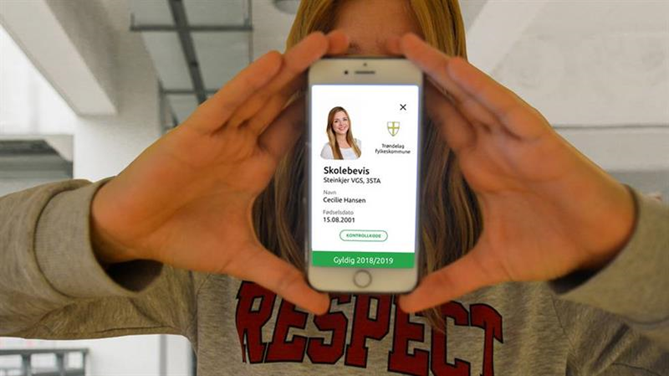 Trøndelag
fylkeskommune
Skolebevis
Steinkjer VGS, 3STA
Navn
Cecilie Hansen
Fødselsdato
15.08.2001
KONTROLLKODE
Gyldig 2018/2019
RESPECT